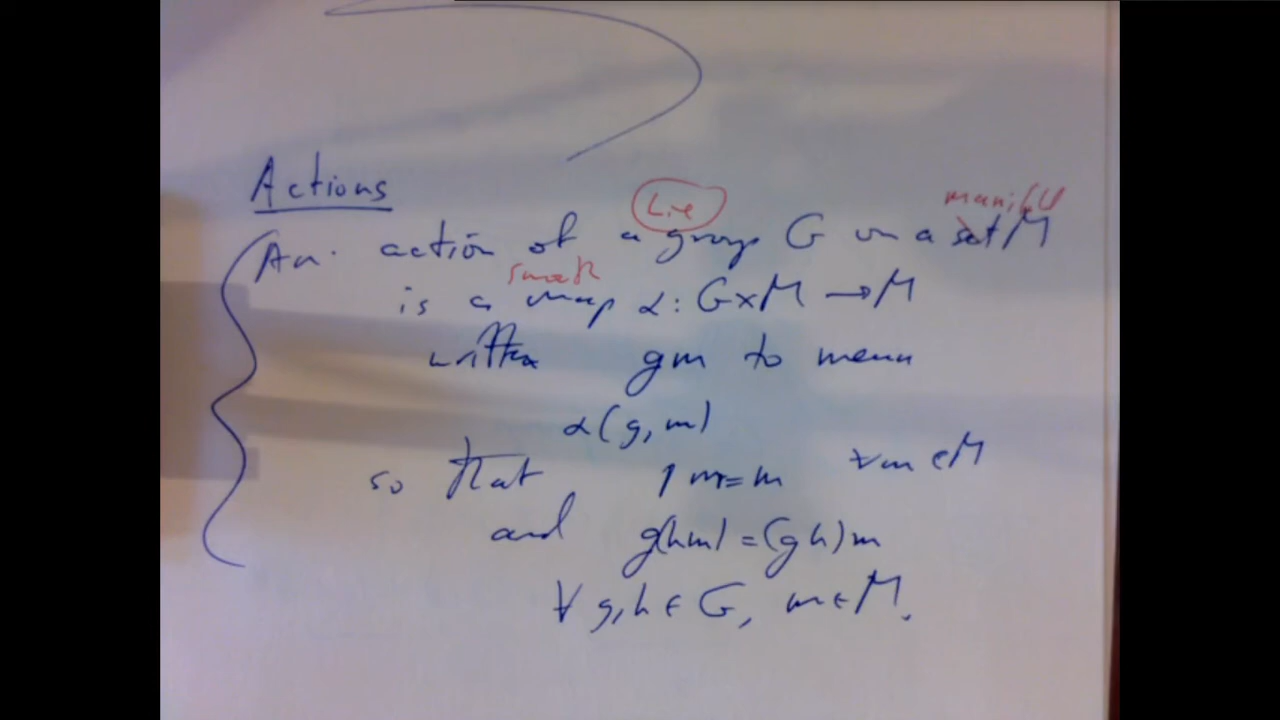 Actions
Lie manifld
An action of a group G on a set M
smooth
is a map α: G×M → M
written gm to mean
α(g,m)
so that 1m=m ∀m∈M
and g(hm)=(gh)m
∀ g,h ∈ G, m∈M.